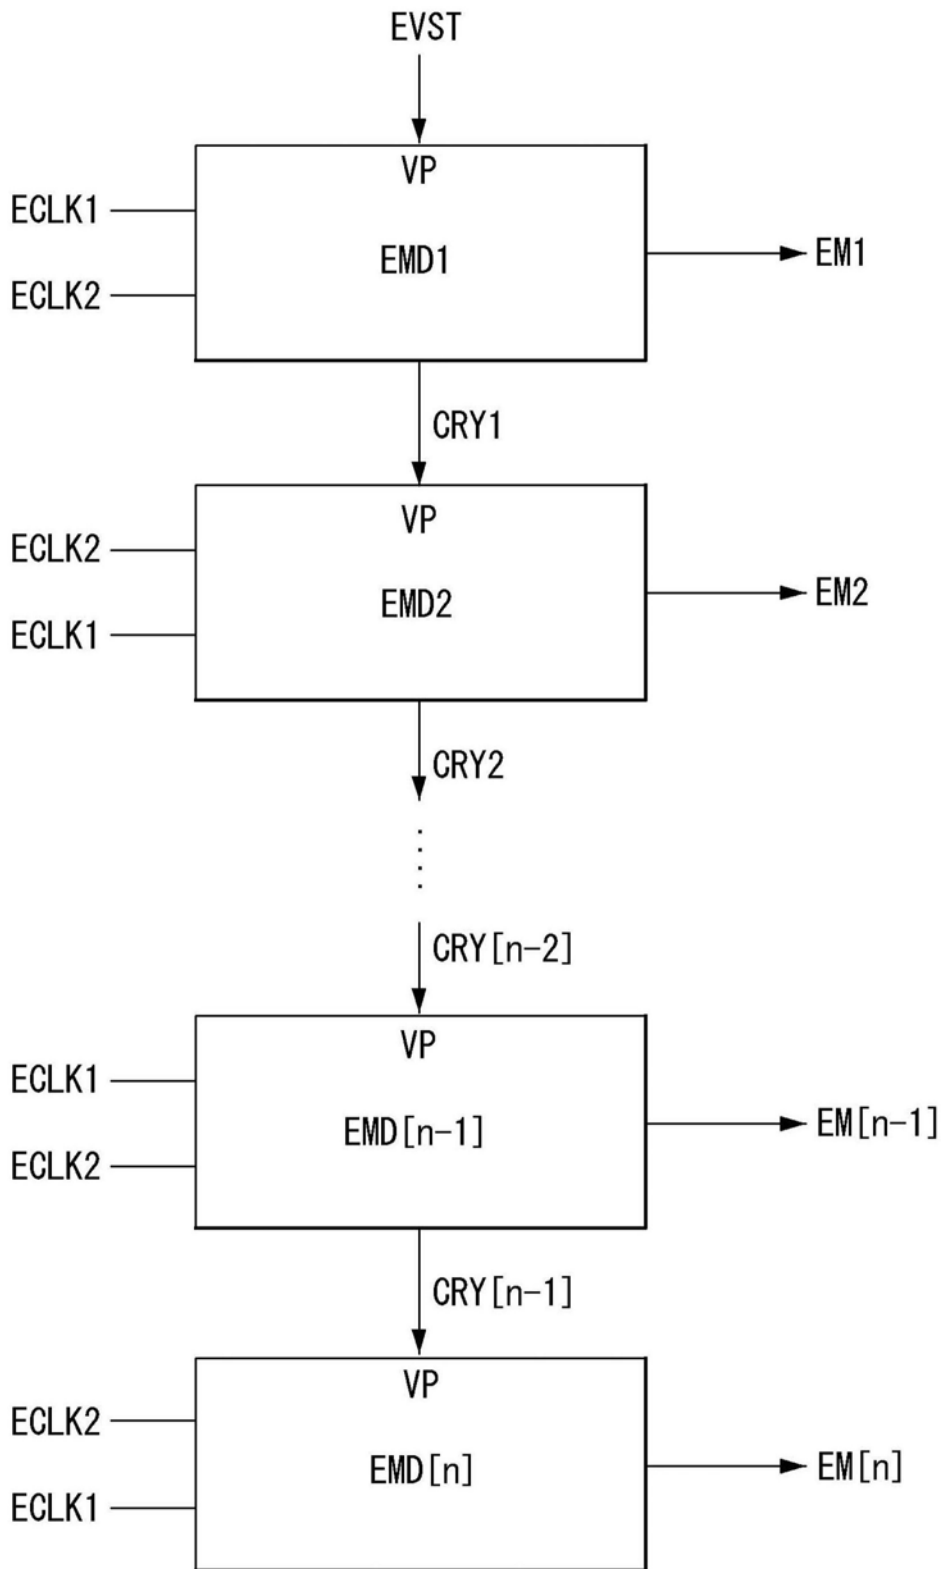 EVST
VP
ECLK1
EMD1
EM1
ECLK2
CRY1
VP
ECLK2
EMD2
EM2
ECLK1
CRY2
CRY[n-2]
VP
ECLK1
EMD[n-1]
EM[n-1]
ECLK2
CRY[n-1]
VP
ECLK2
EMD[n]
EM[n]
ECLK1